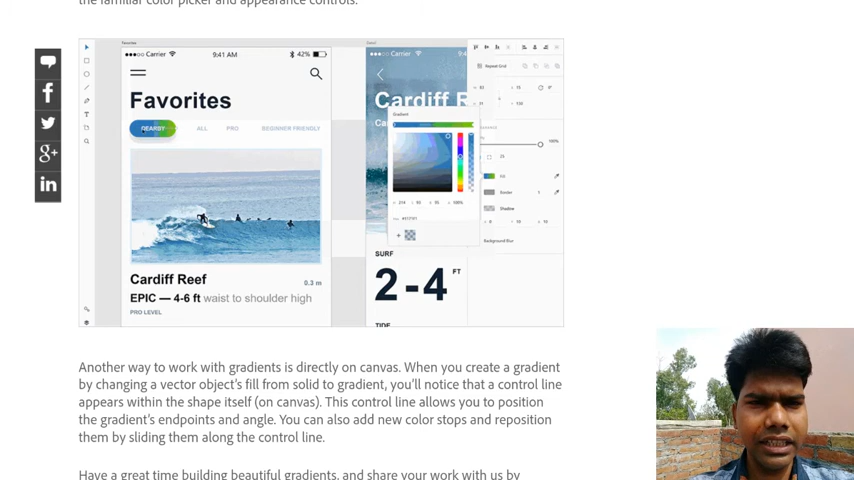 the familiar color picker and appearance controls.
Carrier 9:41 AM 42%
Favorites
NEARBY ALL PRO BEGINNER FRIENDLY
Cardiff Reef 0.3 m
EPIC — 4-6 ft waist to shoulder high
PRO LEVEL
Carrier
Cardiff R
Gradient
Repeat Grid
Border
Shadow
Background Blur
SURF
2-4 FT
TIDE
Another way to work with gradients is directly on canvas. When you create a gradient
by changing a vector object's fill from solid to gradient, you'll notice that a control line
appears within the shape itself (on canvas). This control line allows you to position
the gradient's endpoints and angle. You can also add new color stops and reposition
them by sliding them along the control line.
Have a great time building beautiful gradients, and share your work with us by